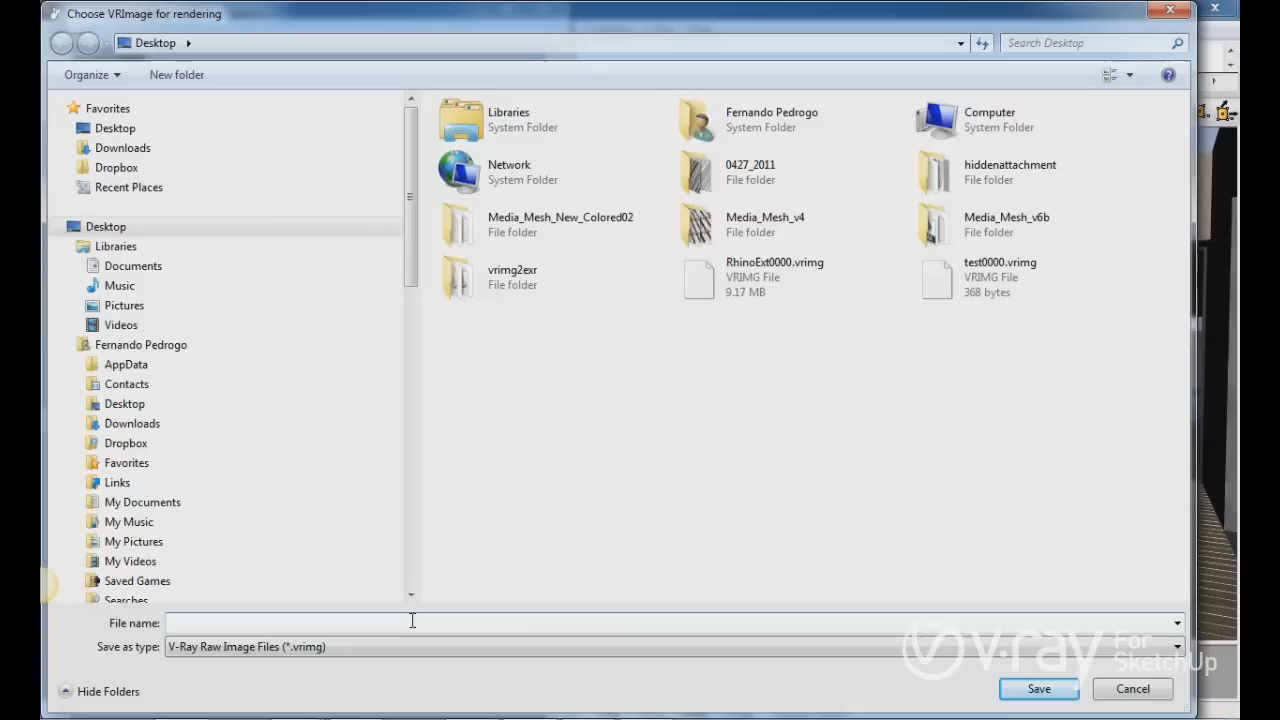 Choose VRImage for rendering
Desktop
Search Desktop
Organize
New folder
Favorites
Desktop
Downloads
Dropbox
Recent Places
Desktop
Libraries
Documents
Music
Pictures
Videos
Fernando Pedrogo
AppData
Contacts
Desktop
Downloads
Dropbox
Favorites
Links
My Documents
My Music
My Pictures
My Videos
Saved Games
Searches
Libraries
System Folder
Fernando Pedrogo
System Folder
Computer
System Folder
Network
System Folder
0427_2011
File folder
hiddenattachment
File folder
Media_Mesh_New_Colored02
File folder
Media_Mesh_v4
File folder
Media_Mesh_v6b
File folder
vrimg2exr
File folder
RhinoExt0000.vrimg
VRIMG File
9.17 MB
test0000.vrimg
VRIMG File
368 bytes
File name:
Save as type: V-Ray Raw Image Files (*.vrimg)
Hide Folders
Save
Cancel
v·ray For
SketchUp